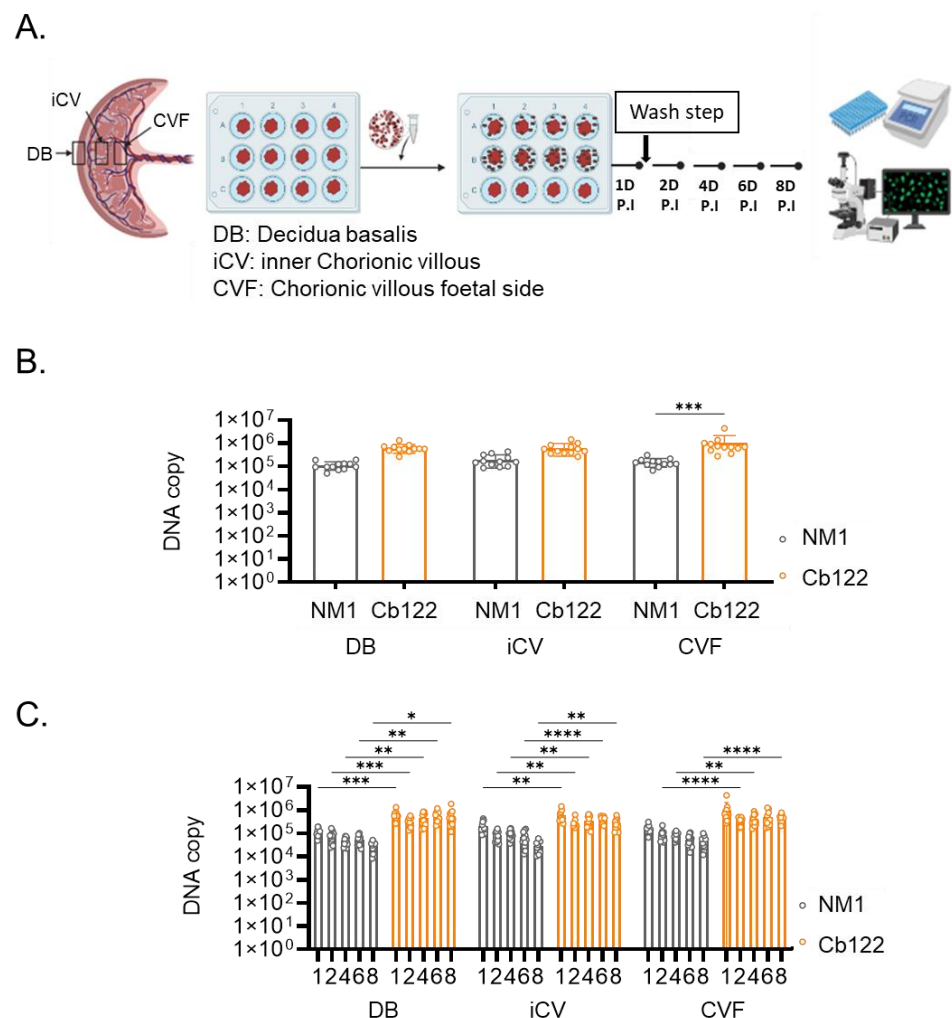 A.
iCV
CVF
DB
1 2 3 4
A
B
C
1 2 3 4
A
B
C
Wash step
1D P.I
2D P.I
4D P.I
6D P.I
8D P.I
DB: Decidua basalis
iCV: inner Chorionic villous
CVF: Chorionic villous foetal side
B.
DNA copy
1×10⁷
1×10⁶
1×10⁵
1×10⁴
1×10³
1×10²
1×10¹
1×10⁰
***
NM1
Cb122
NM1 Cb122 NM1 Cb122 NM1 Cb122
DB iCV CVF
C.
DNA copy
1×10⁷
1×10⁶
1×10⁵
1×10⁴
1×10³
1×10²
1×10¹
1×10⁰
* **
** **** ****
** ** **
*** ** ****
***
NM1
Cb122
12468 12468 12468 12468 12468 12468
DB iCV CVF